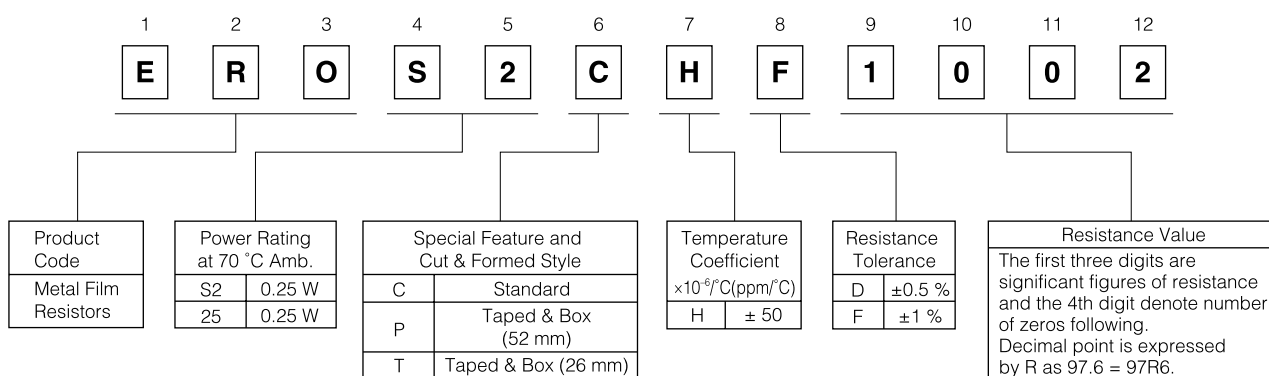 1 2 3 4 5 6 7 8 9 10 11 12
E R O S 2 C H F 1 0 0 2
Product
Code
Metal Film
Resistors
Power Rating
at 70 °C Amb.
S2 0.25 W
25 0.25 W
Special Feature and
Cut & Formed Style
C Standard
P Taped & Box
(52 mm)
T Taped & Box (26 mm)
Temperature
Coefficient
×10⁻⁶/°C(ppm/°C)
H ± 50
Resistance
Tolerance
D ±0.5 %
F ±1 %
Resistance Value
The first three digits are
significant figures of resistance
and the 4th digit denote number
of zeros following.
Decimal point is expressed
by R as 97.6 = 97R6.